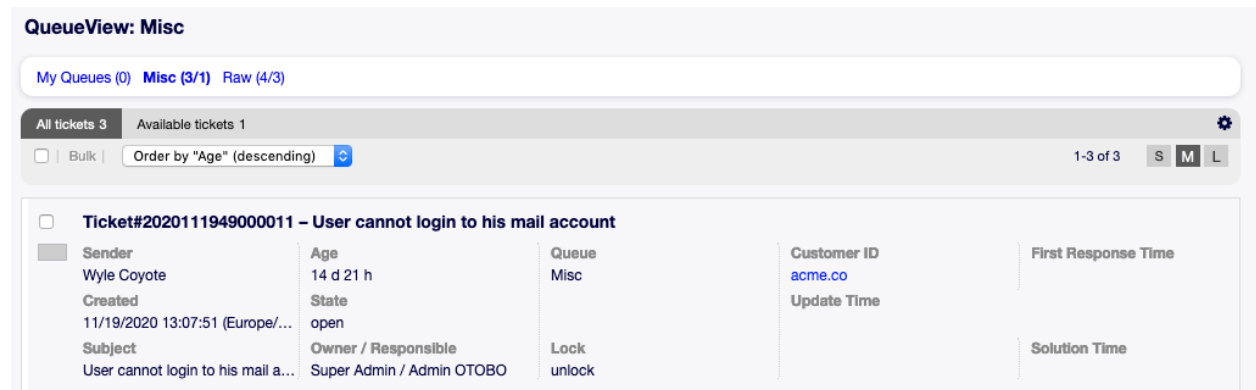 QueueView: Misc
My Queues (0) Misc (3/1) Raw (4/3)
All tickets 3 Available tickets 1
Bulk | Order by "Age" (descending) 1-3 of 3 S M L
Ticket#2020111949000011 – User cannot login to his mail account
Sender Age Queue Customer ID First Response Time
Wyle Coyote 14 d 21 h Misc acme.co
Created State Update Time
11/19/2020 13:07:51 (Europe/... open
Subject Owner / Responsible Lock Solution Time
User cannot login to his mail a... Super Admin / Admin OTOBO unlock